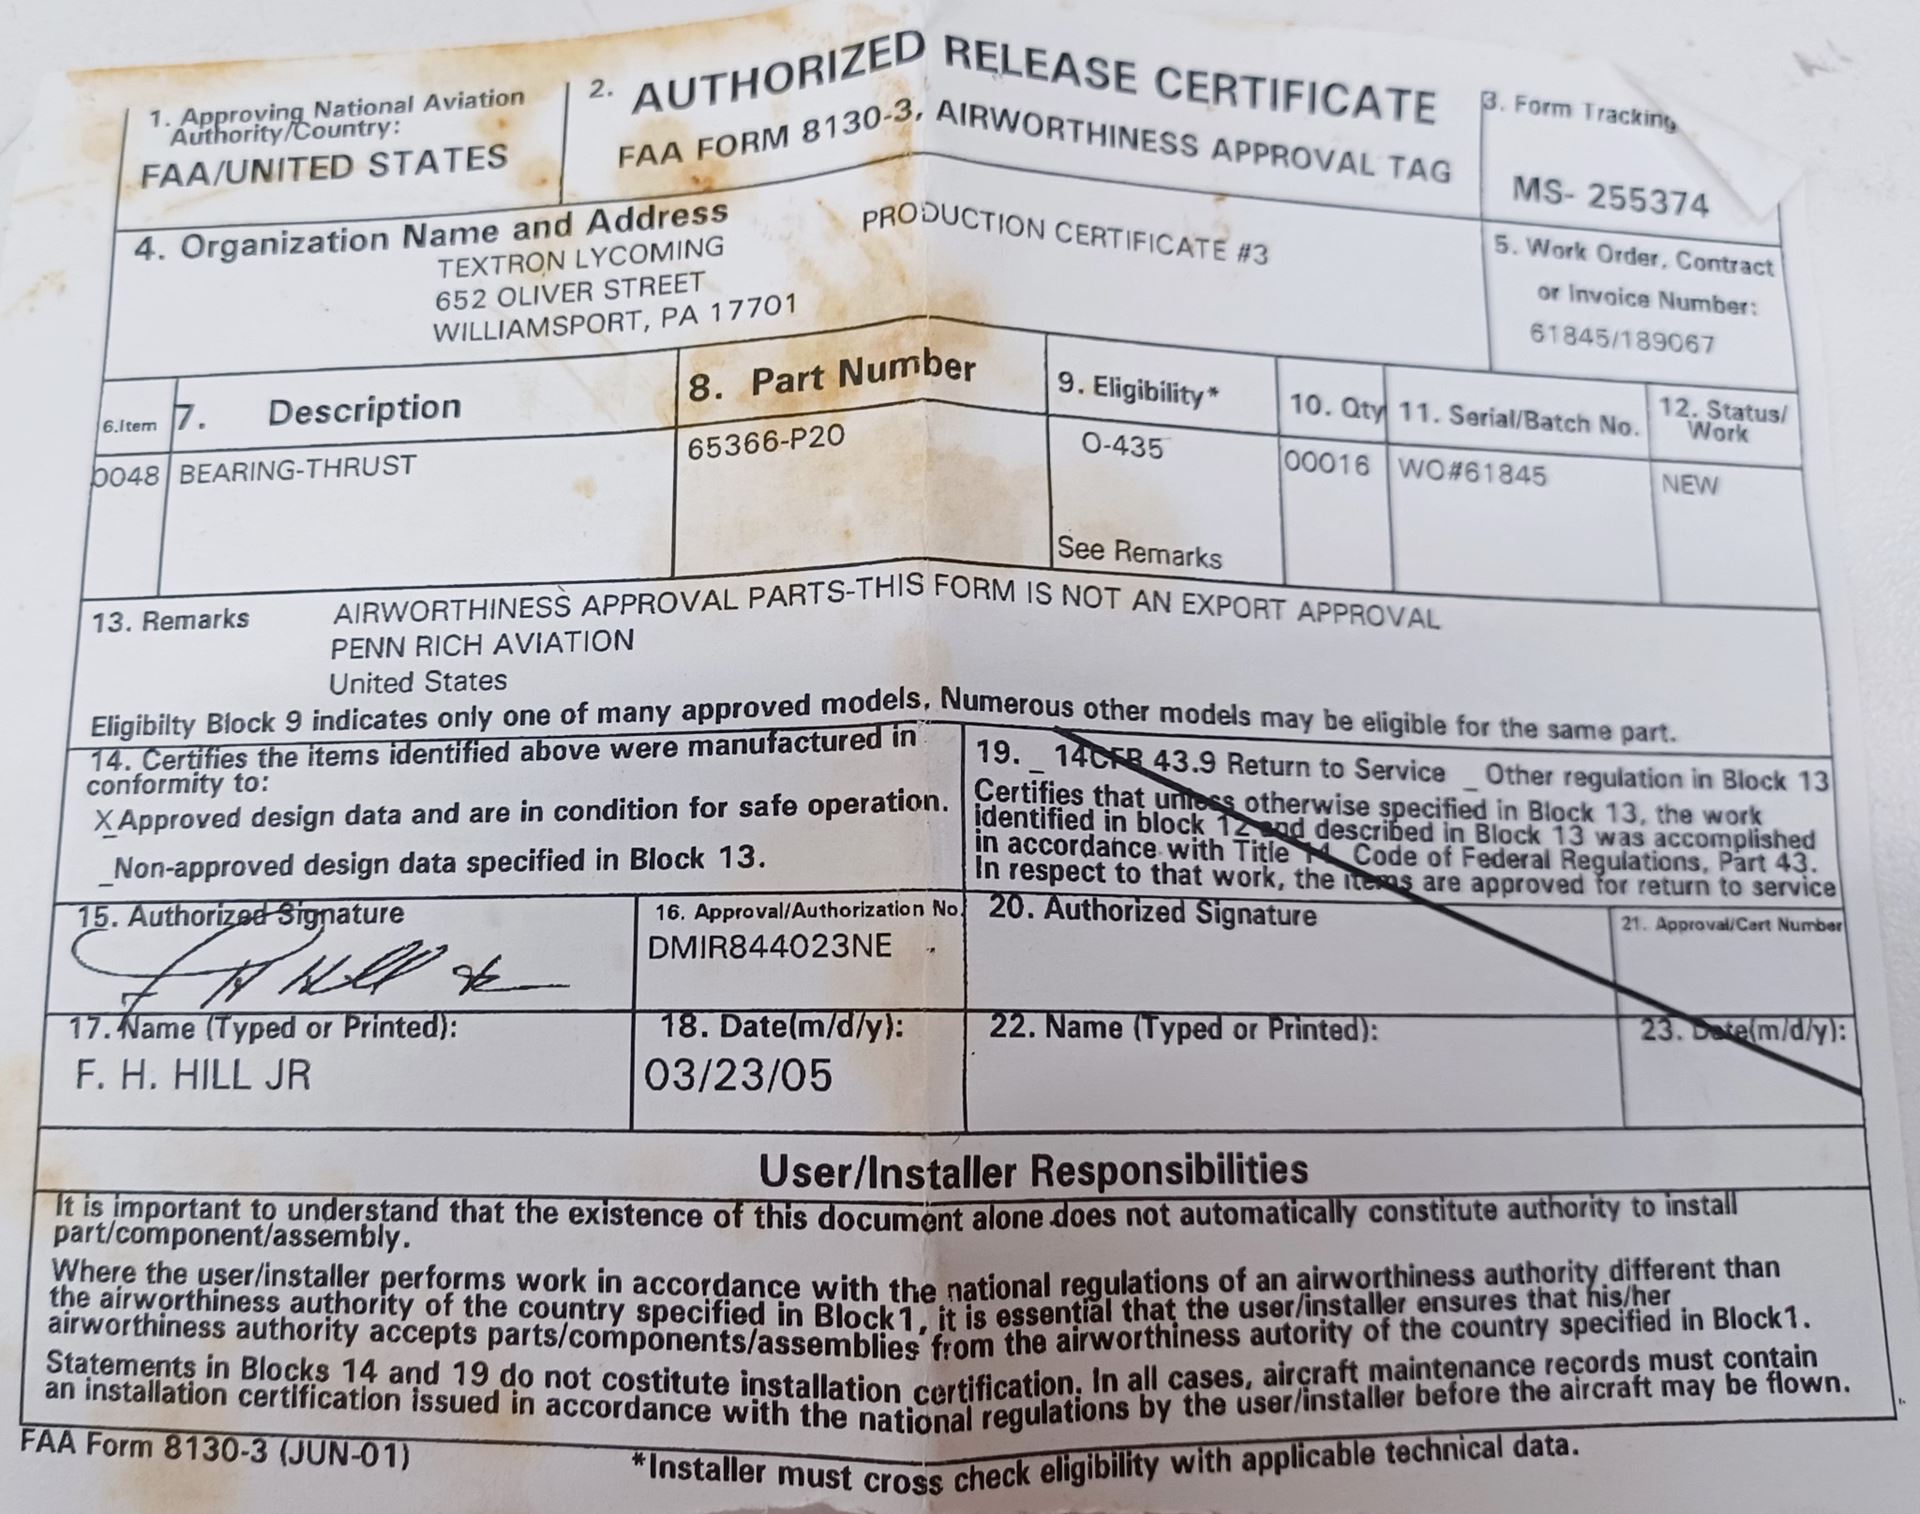 1. Approving National Aviation
Authority/Country:
FAA/UNITED STATES
2. AUTHORIZED RELEASE CERTIFICATE
FAA FORM 8130-3, AIRWORTHINESS APPROVAL TAG
3. Form Tracking
MS- 255374
4. Organization Name and Address
TEXTRON LYCOMING
652 OLIVER STREET
WILLIAMSPORT, PA 17701
PRODUCTION CERTIFICATE #3
5. Work Order, Contract
or Invoice Number:
61845/189067
6.Item
7. Description
8. Part Number
9. Eligibility*
10. Qty
11. Serial/Batch No.
12. Status/
Work
0048
BEARING-THRUST
65366-P20
O-435
See Remarks
00016
WO#61845
NEW
13. Remarks
AIRWORTHINESS APPROVAL PARTS-THIS FORM IS NOT AN EXPORT APPROVAL
PENN RICH AVIATION
United States
Eligibilty Block 9 indicates only one of many approved models, Numerous other models may be eligible for the same part.
14. Certifies the items identified above were manufactured in
conformity to:
X Approved design data and are in condition for safe operation.
_Non-approved design data specified in Block 13.
19. _ 14CFR 43.9 Return to Service _ Other regulation in Block 13
Certifies that unless otherwise specified in Block 13, the work
identified in block 12 and described in Block 13 was accomplished
in accordance with Title 14, Code of Federal Regulations, Part 43.
In respect to that work, the items are approved for return to service
15. Authorized Signature
F H Hill Jr
16. Approval/Authorization No.
DMIR844023NE
20. Authorized Signature
21. Approval/Cert Number
17. Name (Typed or Printed):
F. H. HILL JR
18. Date(m/d/y):
03/23/05
22. Name (Typed or Printed):
23. Date(m/d/y):
User/Installer Responsibilities
It is important to understand that the existence of this document alone does not automatically constitute authority to install
part/component/assembly.
Where the user/installer performs work in accordance with the national regulations of an airworthiness authority different than
the airworthiness authority of the country specified in Block1, it is essential that the user/installer ensures that his/her
airworthiness authority accepts parts/components/assemblies from the airworthiness autority of the country specified in Block1.
Statements in Blocks 14 and 19 do not costitute installation certification. In all cases, aircraft maintenance records must contain
an installation certification issued in accordance with the national regulations by the user/installer before the aircraft may be flown.
FAA Form 8130-3 (JUN-01)
*Installer must cross check eligibility with applicable technical data.